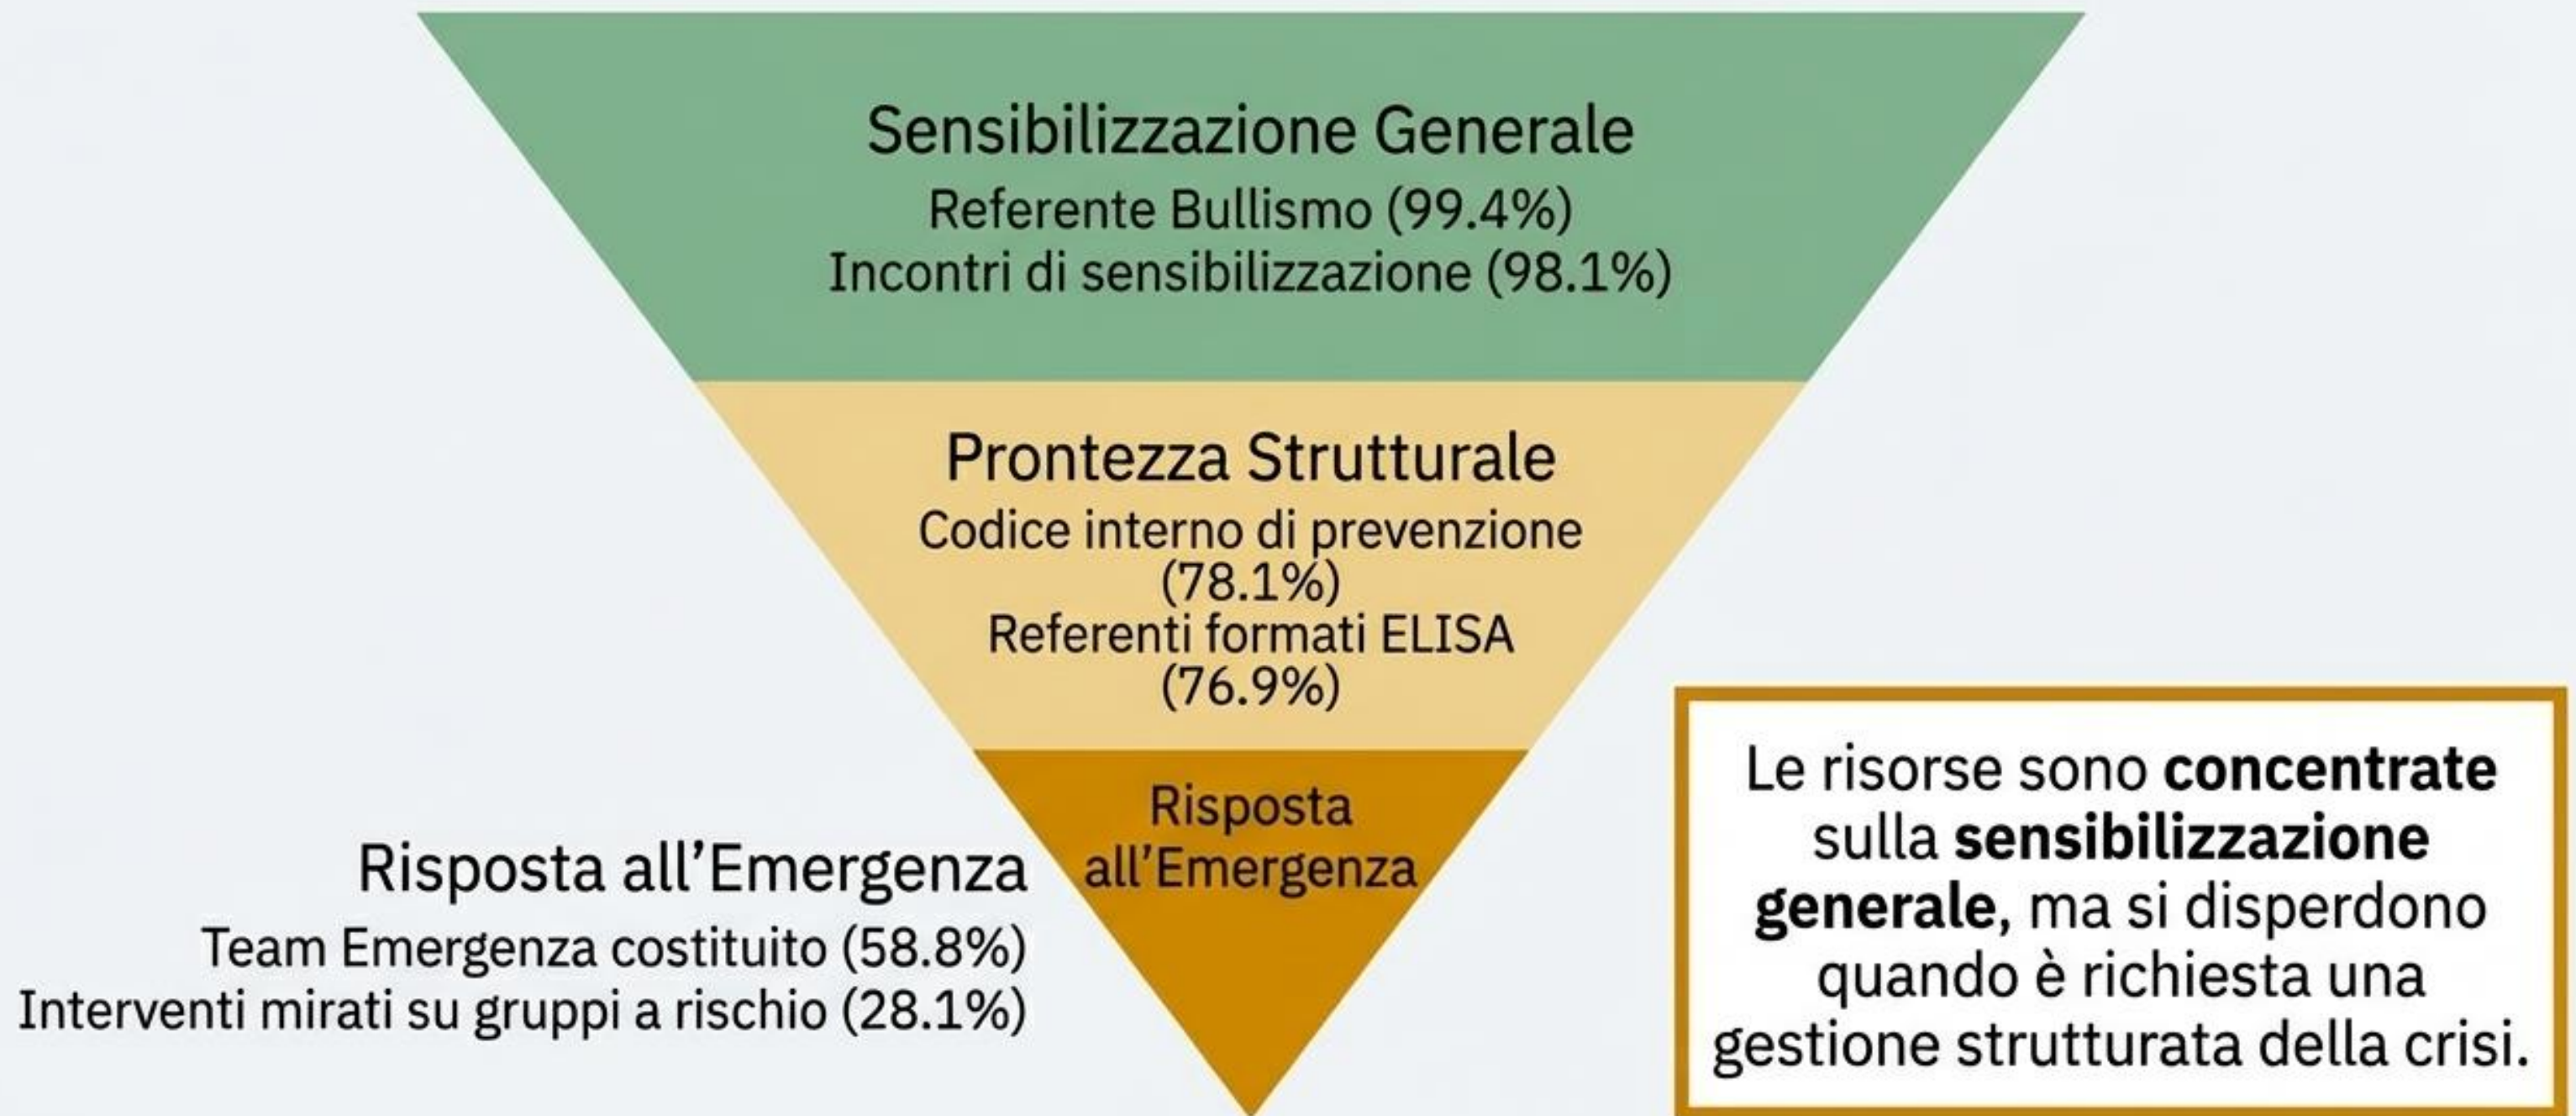 Sensibilizzazione Generale
Referente Bullismo (99.4%)
Incontri di sensibilizzazione (98.1%)
Prontezza Strutturale
Codice interno di prevenzione
(78.1%)
Referenti formati ELISA
(76.9%)
Risposta
all’Emergenza
Risposta all’Emergenza
Team Emergenza costituito (58.8%)
Interventi mirati su gruppi a rischio (28.1%)
Le risorse sono concentrate
sulla sensibilizzazione
generale, ma si disperdono
quando è richiesta una
gestione strutturata della crisi.